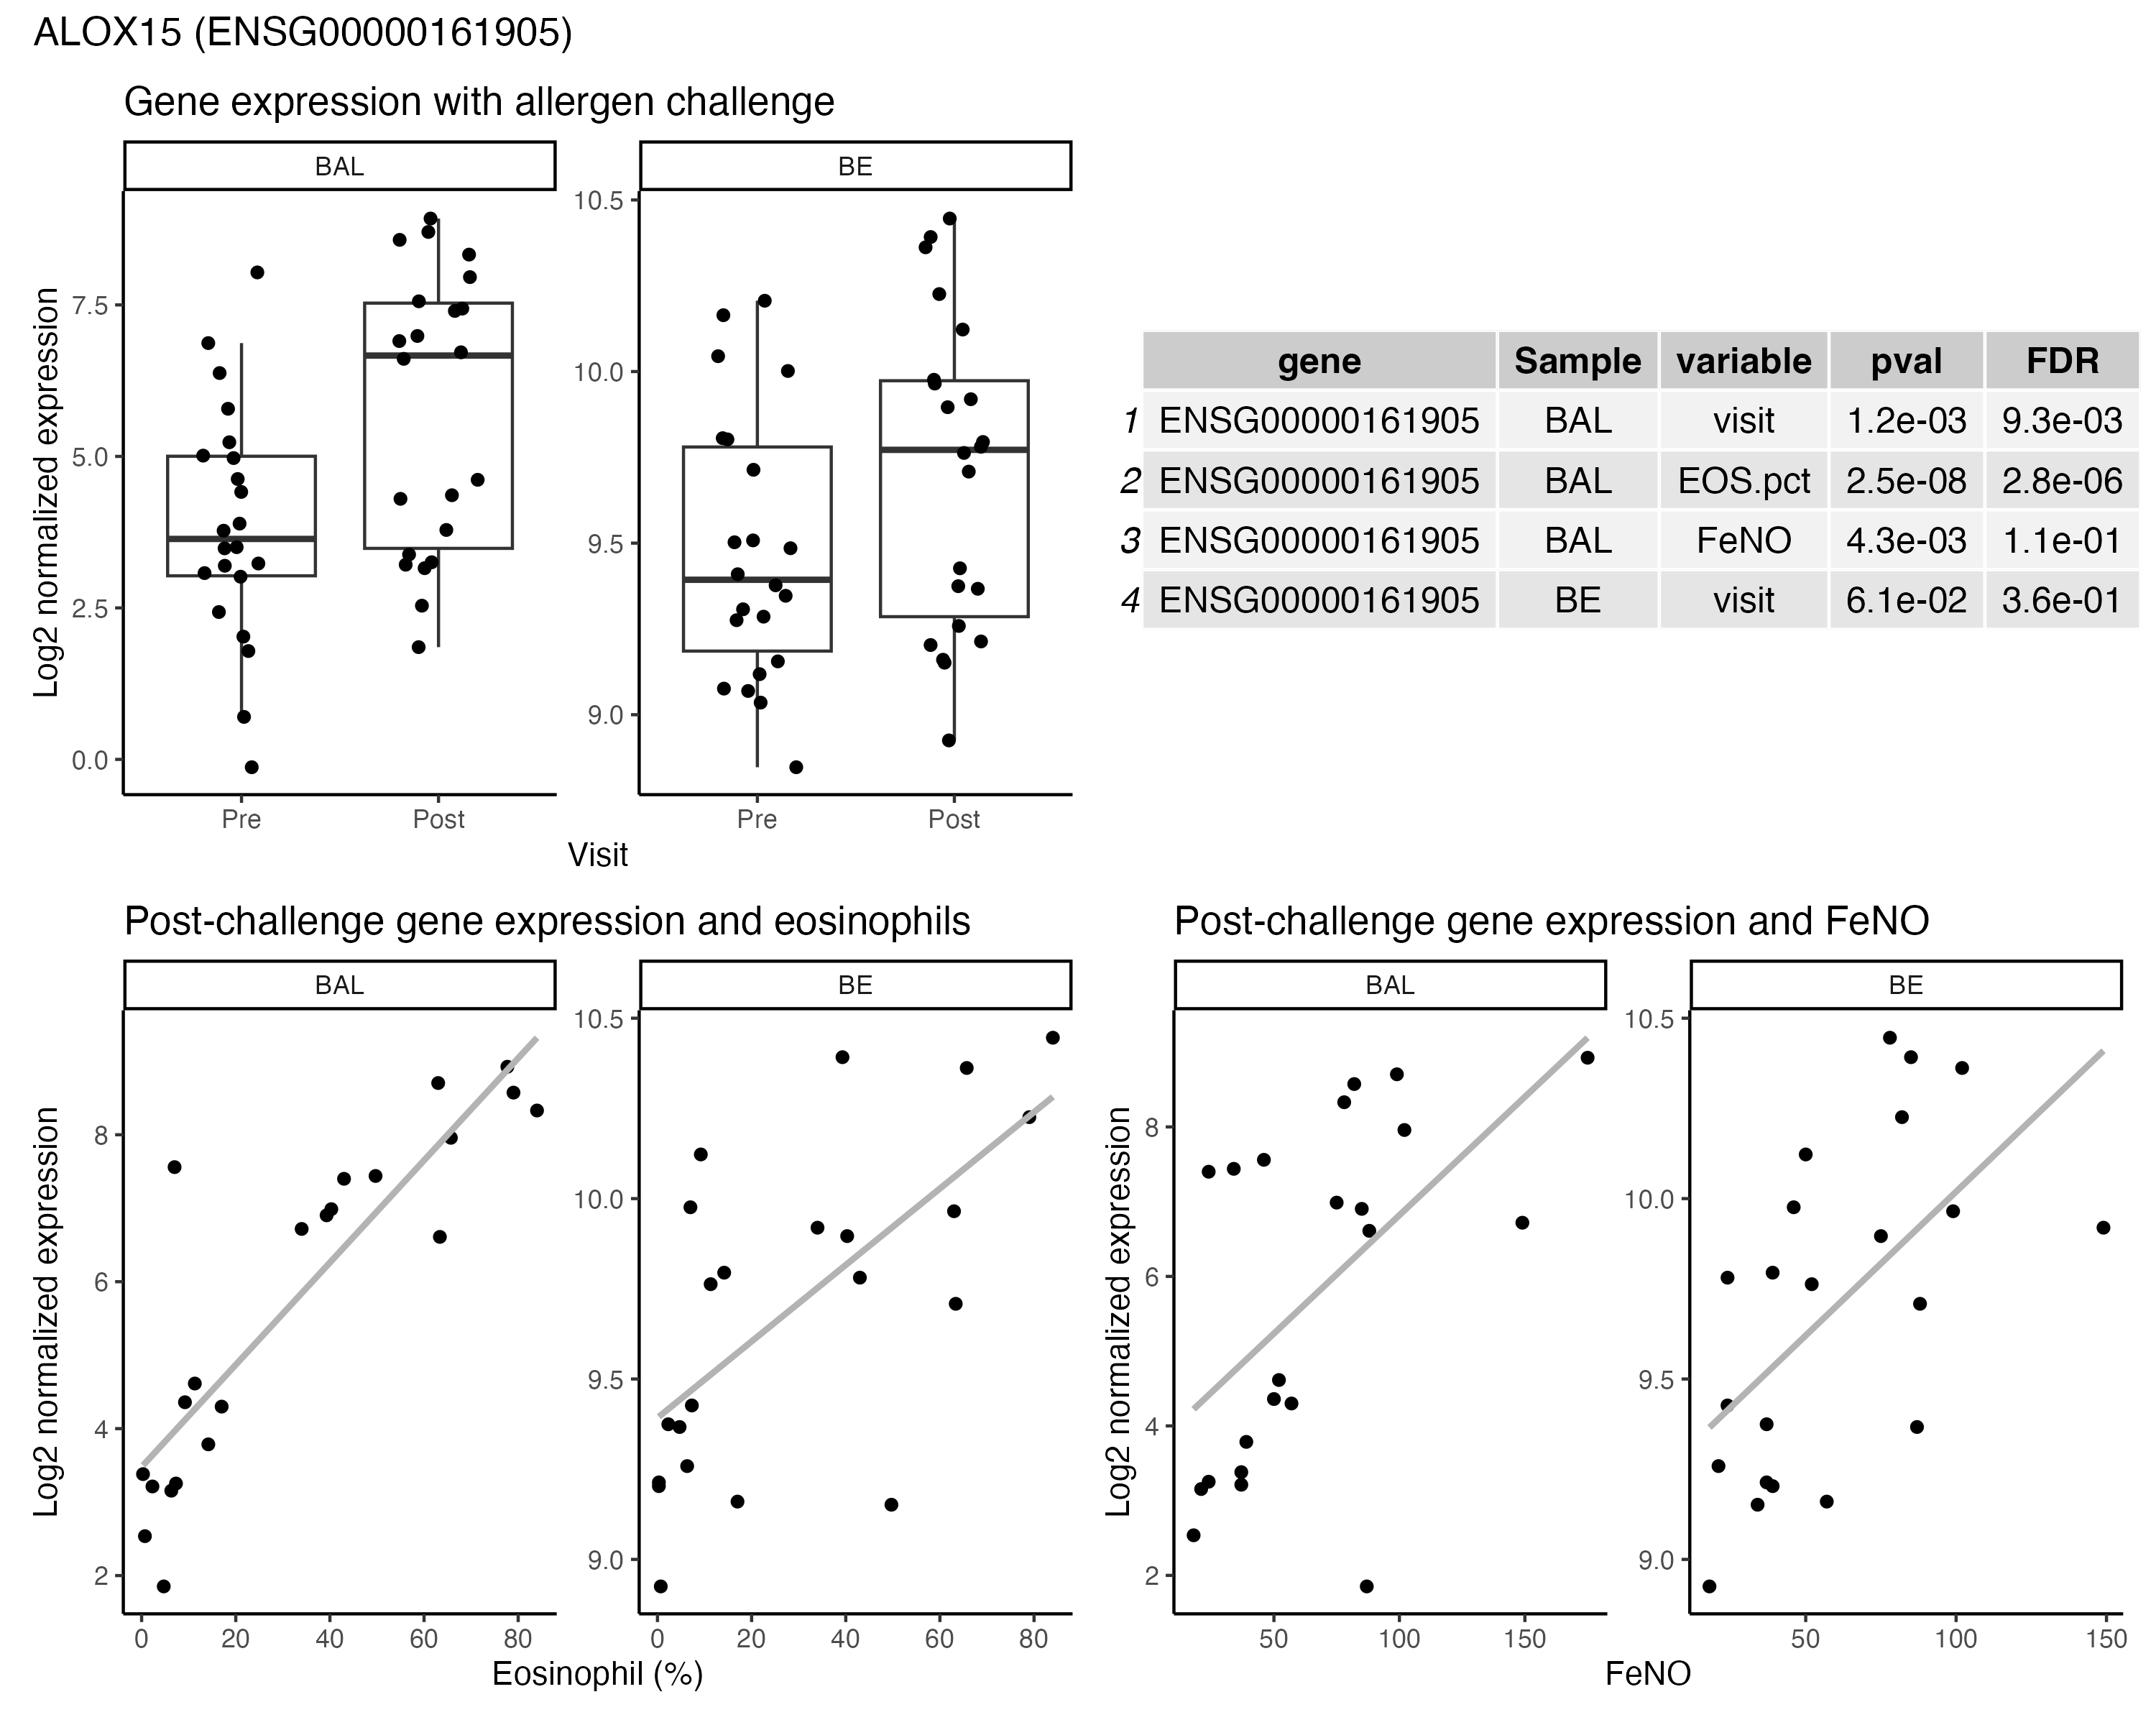 ALOX15 (ENSG00000161905)
Gene expression with allergen challenge
BAL
BE
Log2 normalized expression
7.5
5.0
2.5
0.0
10.5
10.0
9.5
9.0
Pre
Post
Pre
Post
Visit
gene Sample variable pval FDR
1 ENSG00000161905 BAL visit 1.2e-03 9.3e-03
2 ENSG00000161905 BAL EOS.pct 2.5e-08 2.8e-06
3 ENSG00000161905 BAL FeNO 4.3e-03 1.1e-01
4 ENSG00000161905 BE visit 6.1e-02 3.6e-01
Post-challenge gene expression and eosinophils
BAL
BE
Log2 normalized expression
8
6
4
2
10.5
10.0
9.5
9.0
0 20 40 60 80
0 20 40 60 80
Eosinophil (%)
Post-challenge gene expression and FeNO
BAL
BE
Log2 normalized expression
8
6
4
2
10.5
10.0
9.5
9.0
50 100 150
50 100 150
FeNO